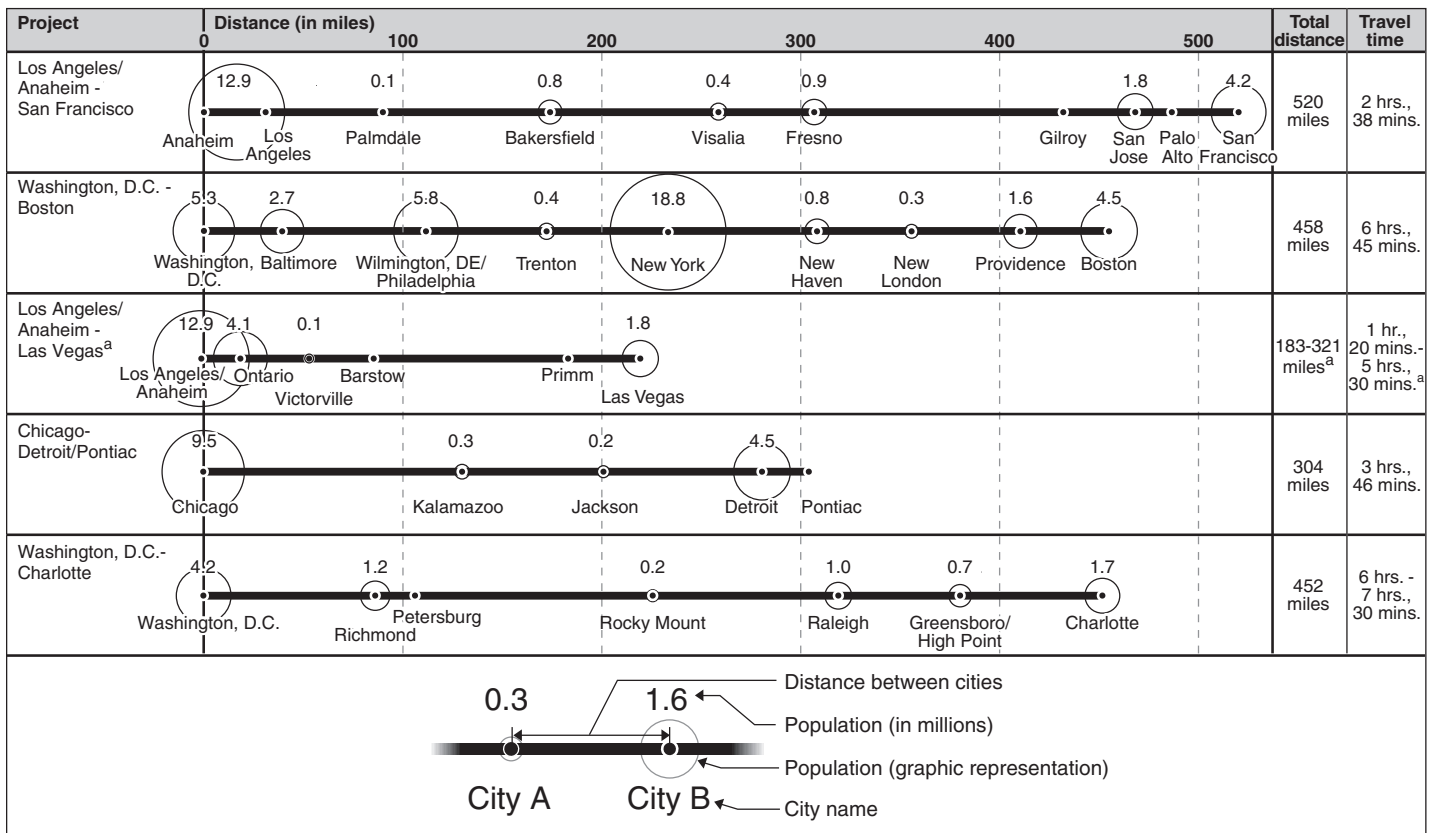 Project Distance (in miles) Total distance Travel time
0 100 200 300 400 500
Los Angeles/
Anaheim -
San Francisco
12.9 0.1 0.8 0.4 0.9 1.8 4.2
Anaheim Los Angeles Palmdale Bakersfield Visalia Fresno Gilroy San Jose Palo Alto San Francisco
520
miles
2 hrs.,
38 mins.
Washington, D.C. -
Boston
5.3 2.7 5.8 0.4 18.8 0.8 0.3 1.6 4.5
Washington, D.C. Baltimore Wilmington, DE/ Philadelphia Trenton New York New Haven New London Providence Boston
458
miles
6 hrs.,
45 mins.
Los Angeles/
Anaheim -
Las Vegasa
12.9 4.1 0.1 1.8
Los Angeles/ Anaheim Ontario Victorville Barstow Primm Las Vegas
183-321
milesa
1 hr.,
20 mins.-
5 hrs.,
30 mins.a
Chicago-
Detroit/Pontiac
9.5 0.3 0.2 4.5
Chicago Kalamazoo Jackson Detroit Pontiac
304
miles
3 hrs.,
46 mins.
Washington, D.C.-
Charlotte
4.2 1.2 0.2 1.0 0.7 1.7
Washington, D.C. Richmond Petersburg Rocky Mount Raleigh Greensboro/ High Point Charlotte
452
miles
6 hrs. -
7 hrs.,
30 mins.
0.3 1.6
City A City B
Distance between cities
Population (in millions)
Population (graphic representation)
City name